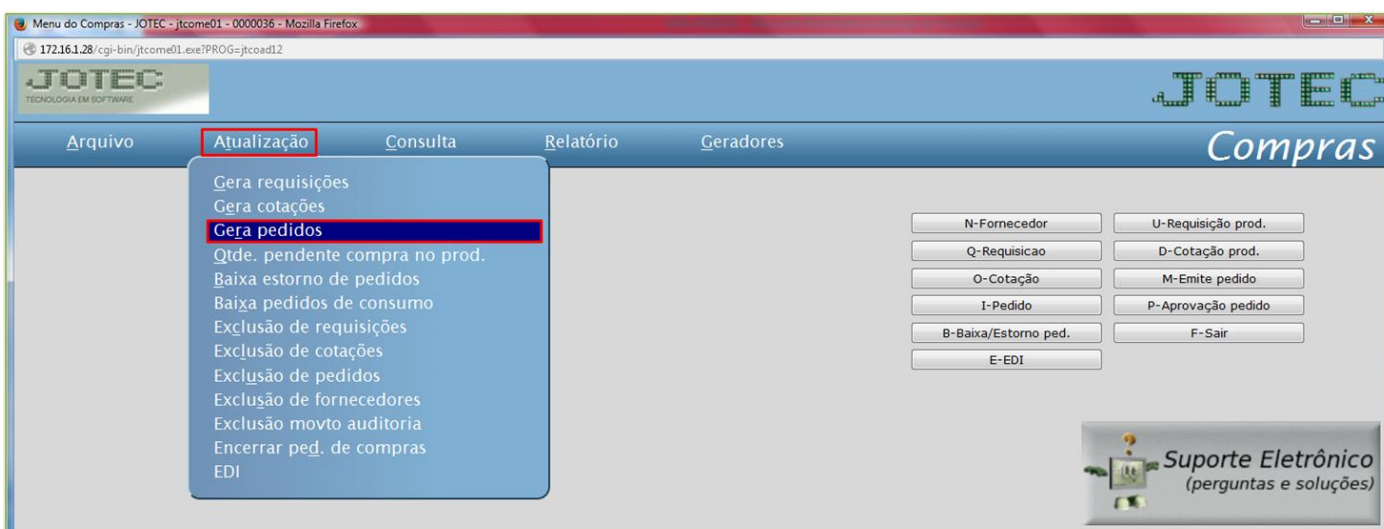 Menu do Compras - JOTEC - jtcome01 - 0000036 - Mozilla Firefox
172.16.1.28/cgi-bin/jtcome01.exe?PROG=jtcoad12
JOTEC
TECNOLOGIA EM SOFTWARE
JOTEC
Arquivo Atualização Consulta Relatório Geradores Compras
Gera requisições
Gera cotações
Gera pedidos
Qtde. pendente compra no prod.
Baixa estorno de pedidos
Baixa pedidos de consumo
Exclusão de requisições
Exclusão de cotações
Exclusão de pedidos
Exclusão de fornecedores
Exclusão movto auditoria
Encerrar ped. de compras
EDI
N-Fornecedor U-Requisição prod.
Q-Requisicao D-Cotação prod.
O-Cotação M-Emite pedido
I-Pedido P-Aprovação pedido
B-Baixa/Estorno ped. F-Sair
E-EDI
Suporte Eletrônico
(perguntas e soluções)